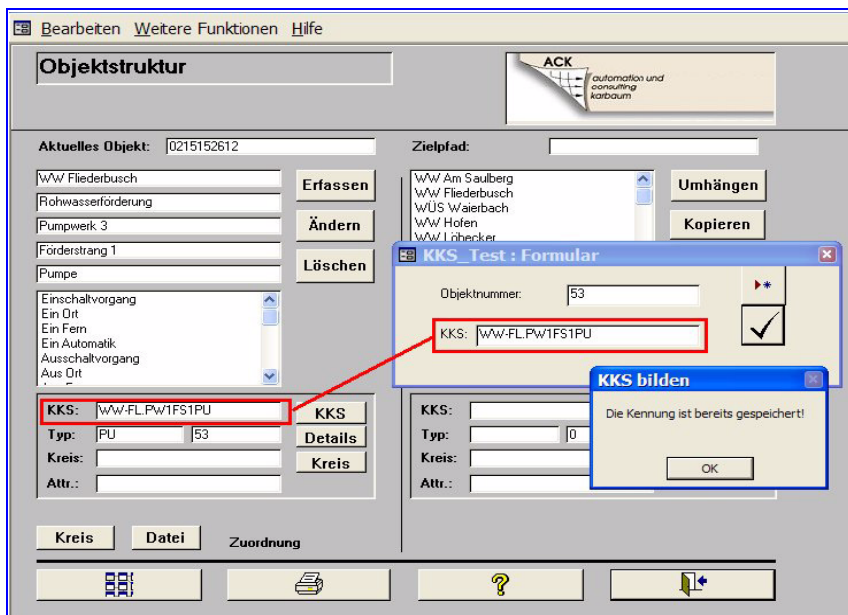 Bearbeiten Weitere Funktionen Hilfe
Objektstruktur
ACK
automation und
consulting
karbaum
Aktuelles Objekt: 0215152612
Zielpfad:
WW Fliederbusch
Rohwasserförderung
Pumpwerk 3
Förderstrang 1
Pumpe
Erfassen
Ändern
Löschen
WW Am Saulberg
WW Fliederbusch
WÜS Waierbach
WW Hofen
WW Löhecker
Umhängen
Kopieren
Einschaltvorgang
Ein Ort
Ein Fern
Ein Automatik
Ausschaltvorgang
Aus Ort
KKS_Test : Formular
Objektnummer: 53
KKS: WW-FL.PW1FS1PU
KKS bilden
Die Kennung ist bereits gespeichert!
OK
KKS: WW-FL.PW1FS1PU
KKS
Typ: PU 53
Details
Kreis:
Kreis
Attr.:
KKS:
Typ: 0
Kreis:
Attr.:
Kreis Datei Zuordnung